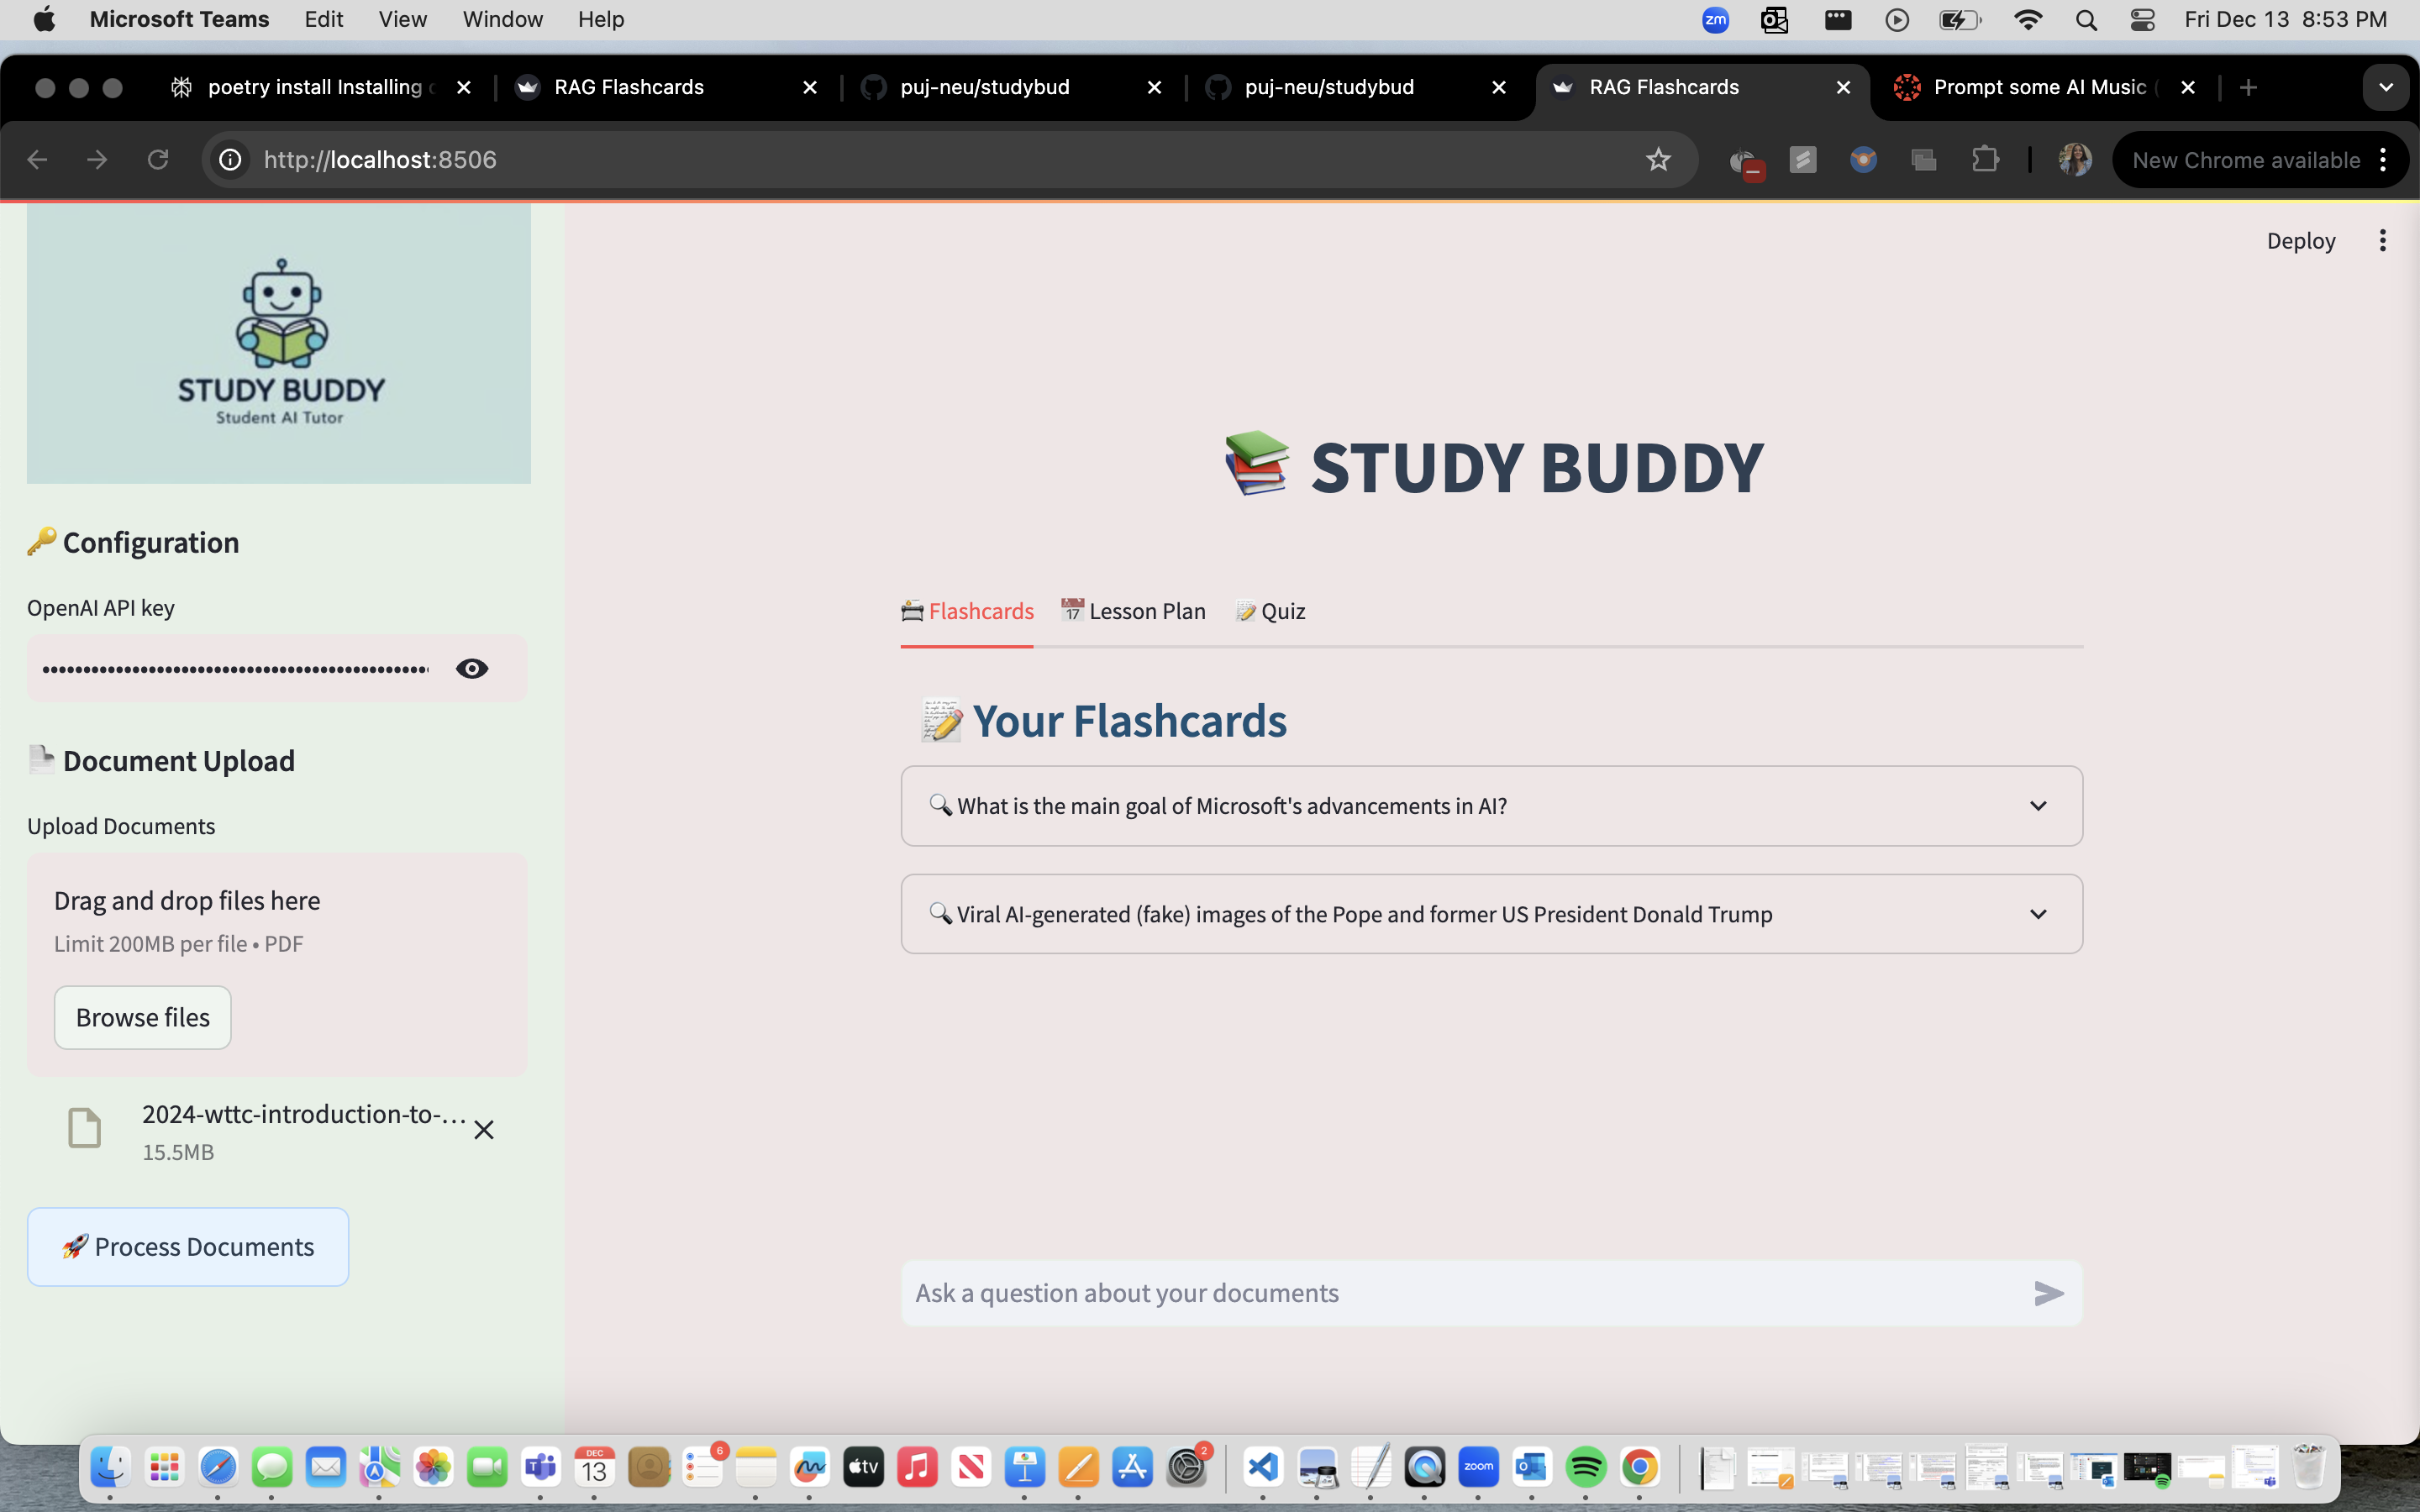 Microsoft Teams Edit View Window Help zm Fri Dec 13 8:53 PM
poetry install Installing RAG Flashcards puj-neu/studybud puj-neu/studybud RAG Flashcards Prompt some AI Music
http://localhost:8506 New Chrome available
Deploy
STUDY BUDDY
Student AI Tutor
🔑 Configuration
OpenAI API key
📄 Document Upload
Upload Documents
Drag and drop files here
Limit 200MB per file • PDF
Browse files
2024-wttc-introduction-to-...
15.5MB
🚀 Process Documents
📚 STUDY BUDDY
📇 Flashcards 📅 Lesson Plan 📝 Quiz
📝 Your Flashcards
🔍 What is the main goal of Microsoft's advancements in AI?
🔍 Viral AI-generated (fake) images of the Pope and former US President Donald Trump
Ask a question about your documents
DEC
13
6
tv
2
zoom